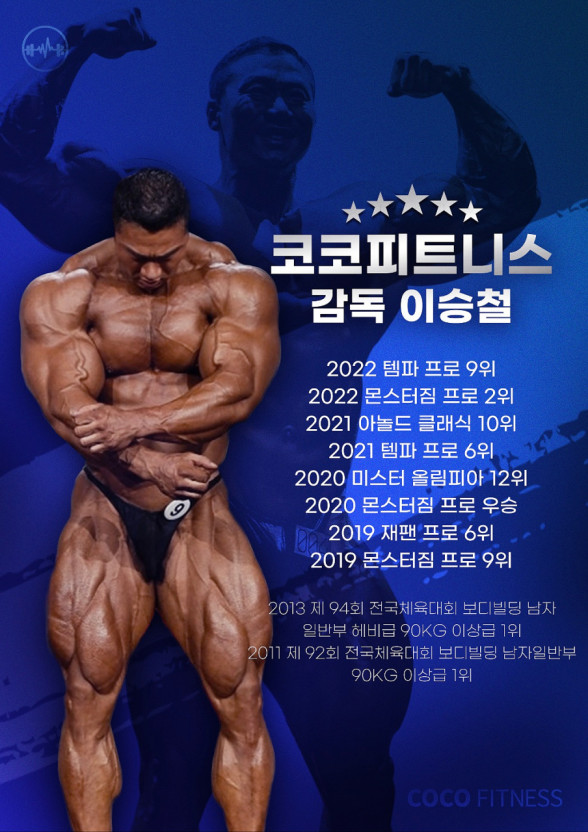 코코피트니스
감독 이승철
2022 템파 프로 9위
2022 몬스터짐 프로 2위
2021 아놀드 클래식 10위
2021 템파 프로 6위
2020 미스터 올림피아 12위
2020 몬스터짐 프로 우승
2019 재팬 프로 6위
2019 몬스터짐 프로 9위
2013 제 94회 전국체육대회 보디빌딩 남자
일반부 헤비급 90KG 이상급 1위
2011 제 92회 전국체육대회 보디빌딩 남자일반부
90KG 이상급 1위
9
COCO FITNESS